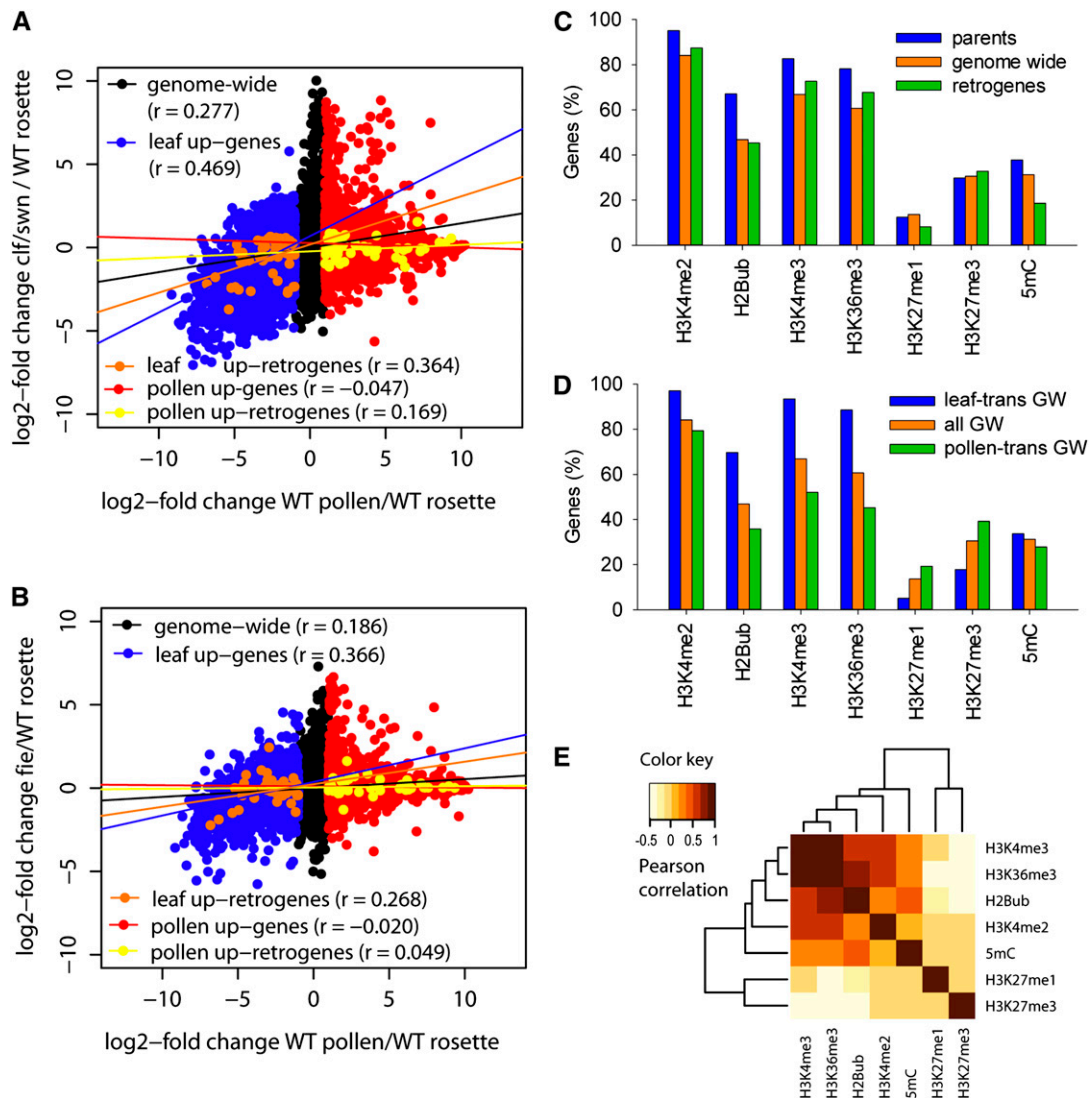 A
log2−fold change clf/swn / WT rosette
10
5
0
−5
−10
genome-wide
(r = 0.277)
leaf up−genes
(r = 0.469)
leaf up-retrogenes (r = 0.364)
pollen up-genes (r = −0.047)
pollen up−retrogenes (r = 0.169)
−10 −5 0 5 10
log2−fold change WT pollen/WT rosette
B
log2−fold change fie/WT rosette
10
5
0
−5
−10
genome−wide (r = 0.186)
leaf up−genes (r = 0.366)
leaf up−retrogenes (r = 0.268)
pollen up−genes (r = −0.020)
pollen up−retrogenes (r = 0.049)
−10 −5 0 5 10
log2−fold change WT pollen/WT rosette
C
Genes (%)
100
80
60
40
20
0
parents
genome wide
retrogenes
H3K4me2
H2Bub
H3K4me3
H3K36me3
H3K27me1
H3K27me3
5mC
D
Genes (%)
100
80
60
40
20
0
leaf-trans GW
all GW
pollen-trans GW
H3K4me2
H2Bub
H3K4me3
H3K36me3
H3K27me1
H3K27me3
5mC
E
Color key
-0.5 0 0.5 1
Pearson
correlation
H3K4me3
H3K36me3
H2Bub
H3K4me2
5mC
H3K27me1
H3K27me3
H3K4me3
H3K36me3
H2Bub
H3K4me2
5mC
H3K27me1
H3K27me3